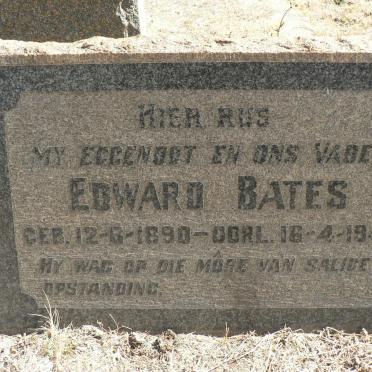 HIER RUS
MY EGGENOOT EN ONS VADE
EDWARD BATES
GEB. 12-6-1890 — OORL. 16-4-19
HY WAG OP DIE MÔRE VAN SALIGE
OPSTANDING.